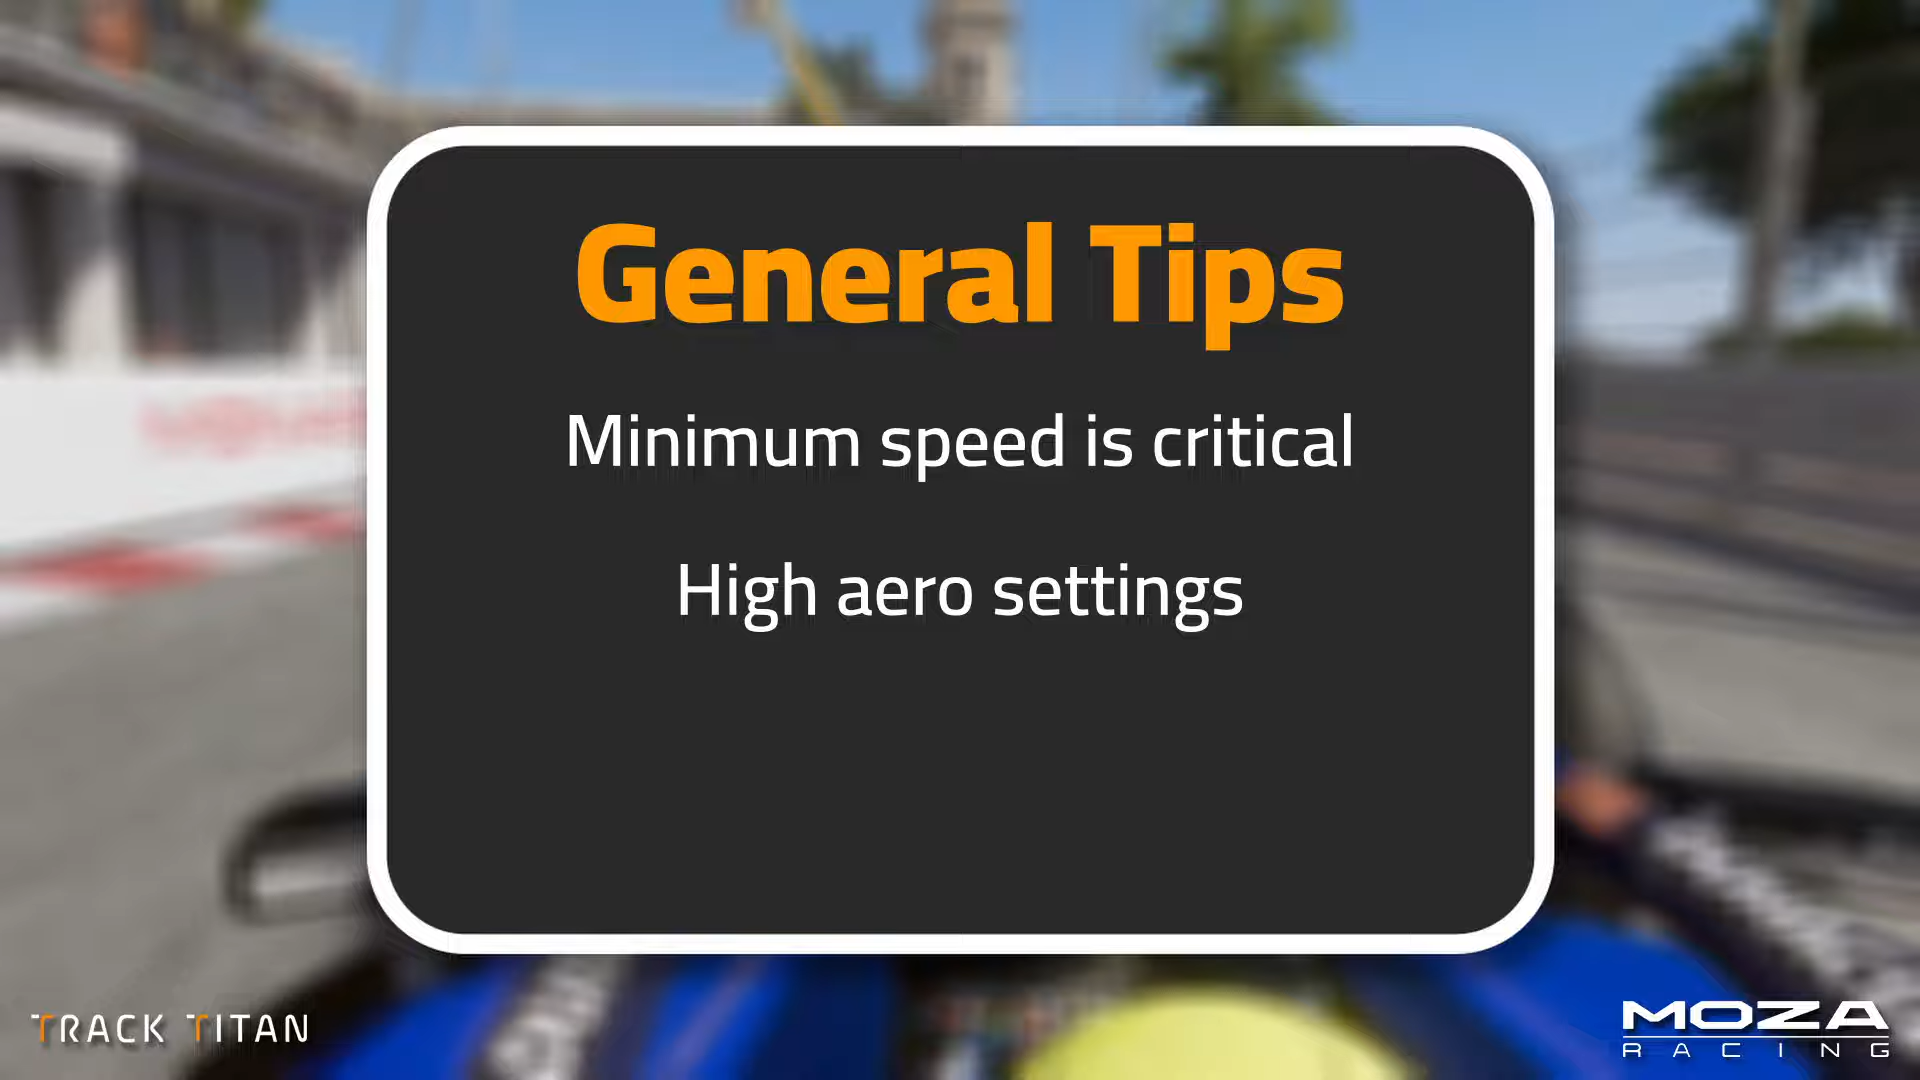 General Tips
Minimum speed is critical
High aero settings
TRACK TITAN
MOZA
RACING